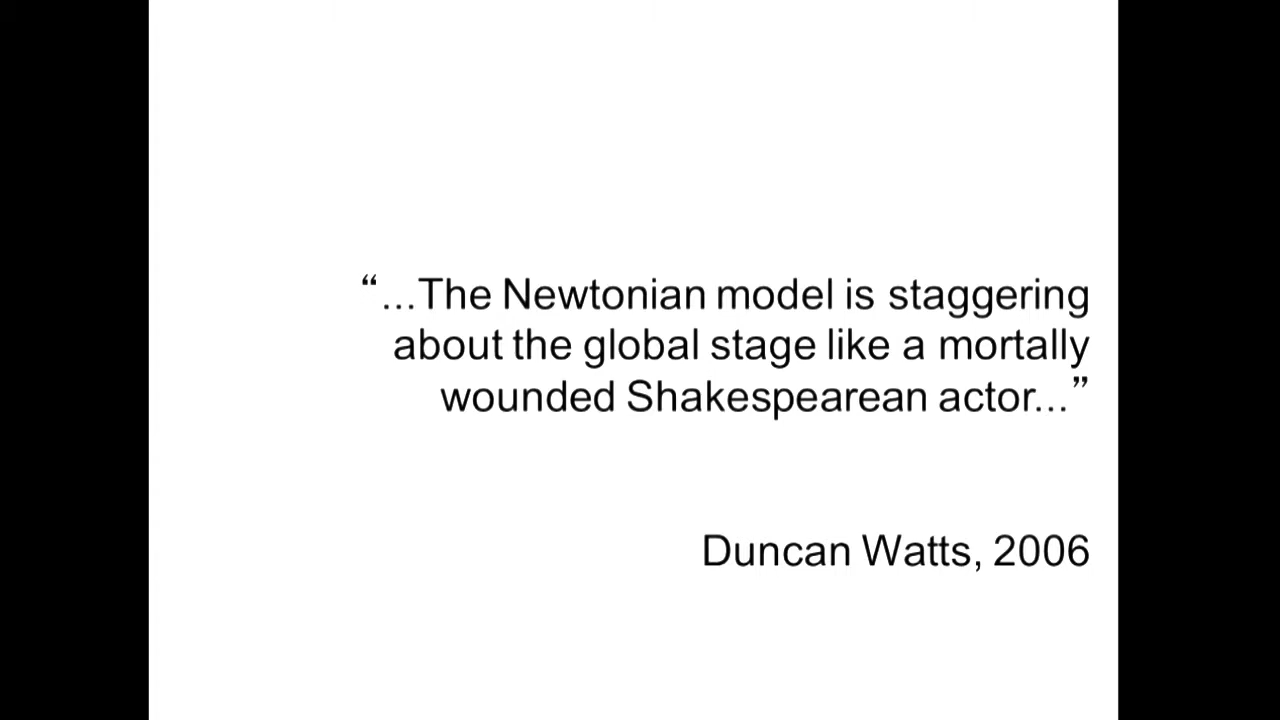 “...The Newtonian model is staggering
about the global stage like a mortally
wounded Shakespearean actor...”
Duncan Watts, 2006